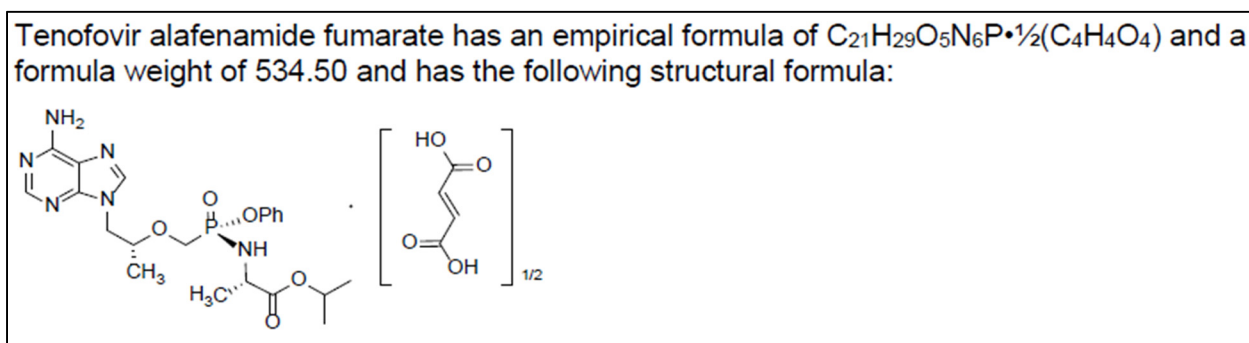 Tenofovir alafenamide fumarate has an empirical formula of C₂₁H₂₉O₅N₆P•½(C₄H₄O₄) and a
formula weight of 534.50 and has the following structural formula:
NH₂
N
N
N
N
O
P
OPh
O
NH
CH₃
H₃C
O
O
.
HO
O
O
OH
1/2